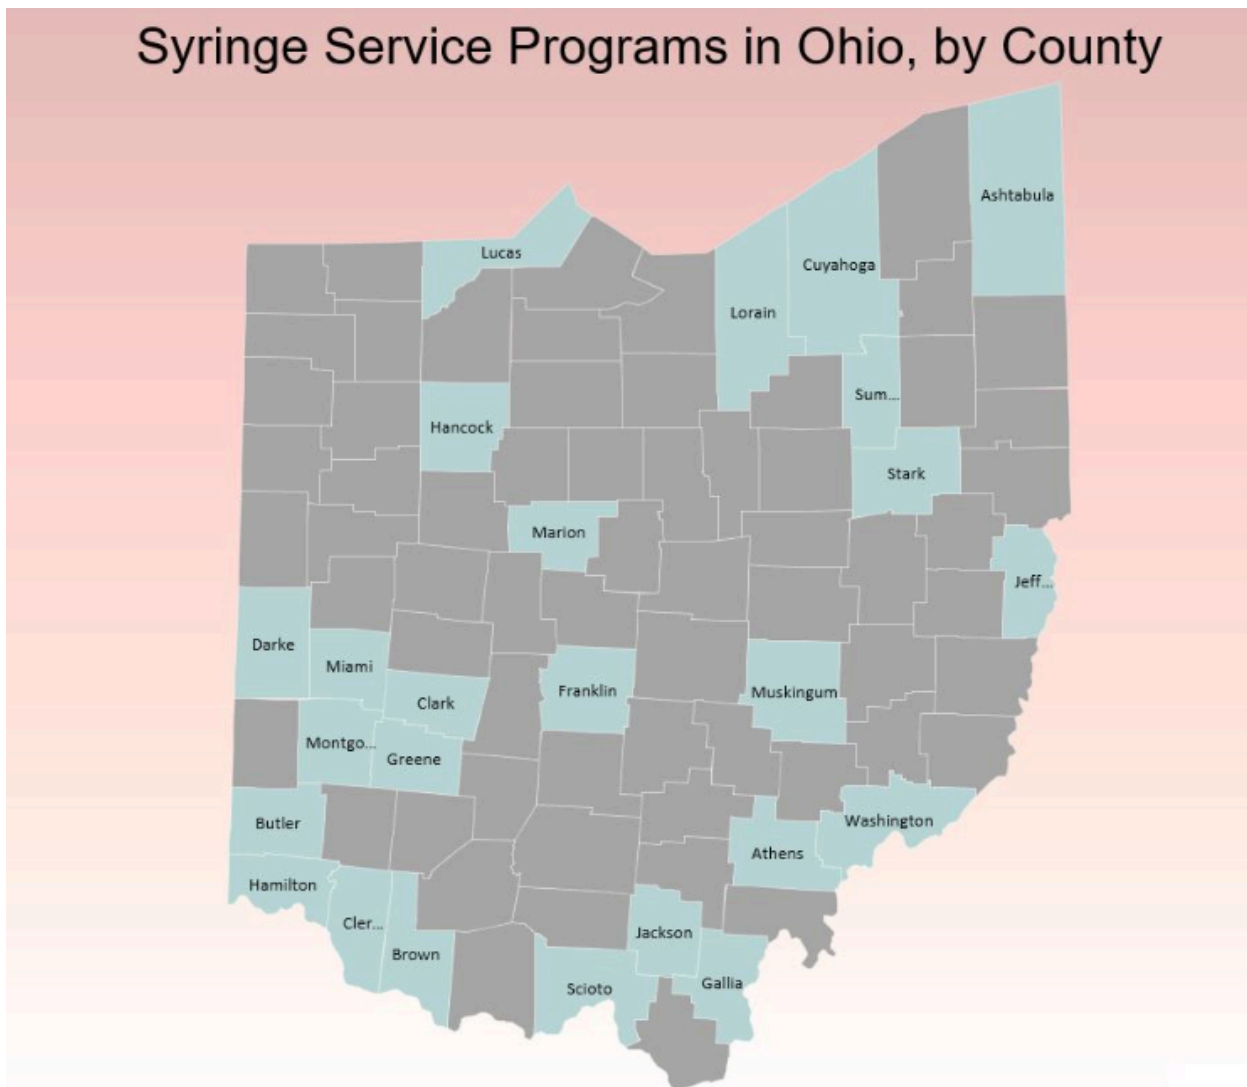 Syringe Service Programs in Ohio, by County
Ashtabula
Lucas
Cuyahoga
Lorain
Sum...
Hancock
Stark
Marion
Jeff...
Darke
Miami
Clark
Franklin
Muskingum
Montgo...
Greene
Butler
Washington
Athens
Hamilton
Cler...
Jackson
Brown
Gallia
Scioto